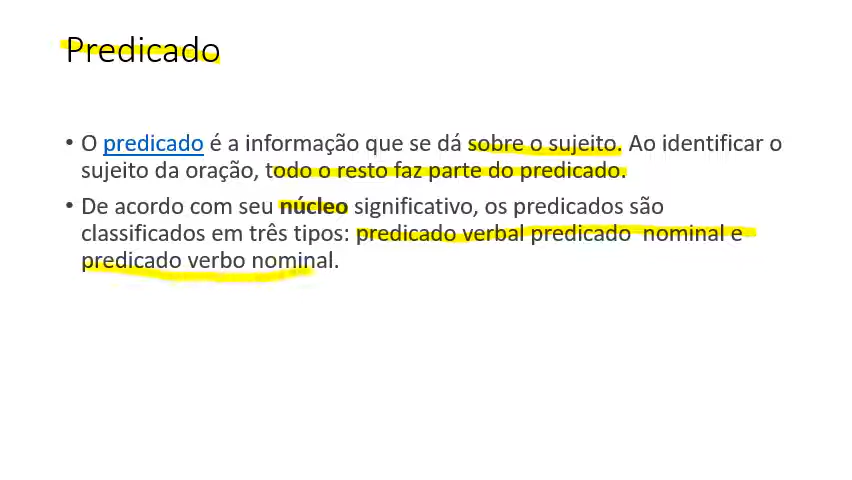 Predicado
• O predicado é a informação que se dá sobre o sujeito. Ao identificar o
sujeito da oração, todo o resto faz parte do predicado.
• De acordo com seu núcleo significativo, os predicados são
classificados em três tipos: predicado verbal predicado  nominal e
predicado verbo nominal.